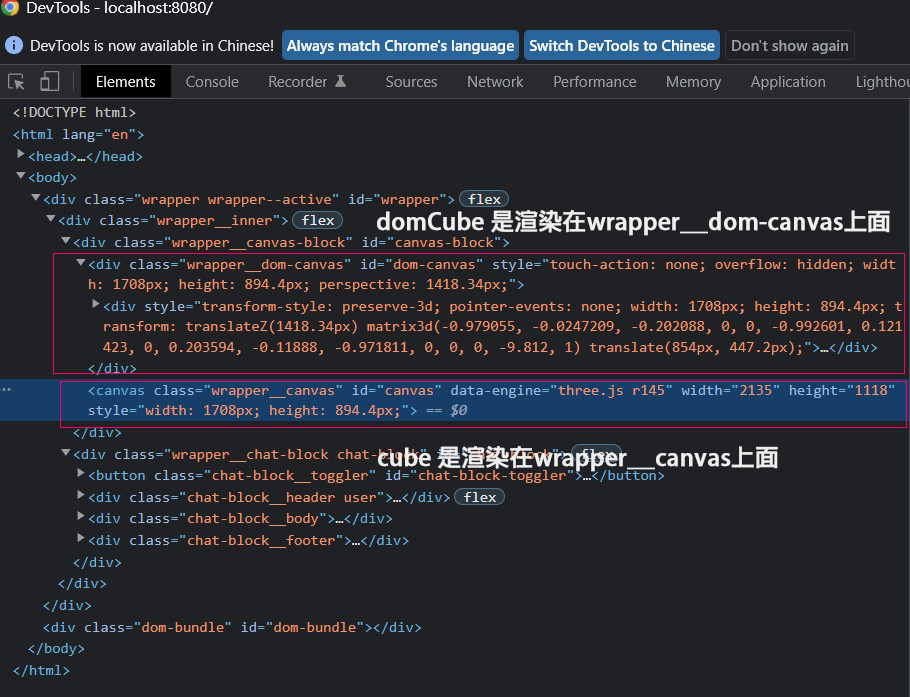 DevTools - localhost:8080/
DevTools is now available in Chinese! Always match Chrome's language Switch DevTools to Chinese Don't show again
Elements Console Recorder Sources Network Performance Memory Application Lighthou
<!DOCTYPE html>
<html lang="en">
<head>…</head>
<body>
<div class="wrapper wrapper--active" id="wrapper"> flex
<div class="wrapper__inner"> flex
domCube 是渲染在wrapper__dom-canvas上面
<div class="wrapper__canvas-block" id="canvas-block">
<div class="wrapper__dom-canvas" id="dom-canvas" style="touch-action: none; overflow: hidden; widt
h: 1708px; height: 894.4px; perspective: 1418.34px;">
<div style="transform-style: preserve-3d; pointer-events: none; width: 1708px; height: 894.4px; t
ransform: translateZ(1418.34px) matrix3d(-0.979055, -0.0247209, -0.202088, 0, 0, -0.992601, 0.121
423, 0, 0.203594, -0.11888, -0.971811, 0, 0, 0, -9.812, 1) translate(854px, 447.2px);">…</div>
</div>
<canvas class="wrapper__canvas" id="canvas" data-engine="three.js r145" width="2135" height="1118"
style="width: 1708px; height: 894.4px;"> == $0
</div>
<div class="wrapper__chat-block chat-block" flex
cube 是渲染在wrapper__canvas上面
<button class="chat-block__toggler" id="chat-block-toggler">…</button>
<div class="chat-block__header user">…</div> flex
<div class="chat-block__body">…</div>
<div class="chat-block__footer">…</div>
</div>
</div>
</div>
<div class="dom-bundle" id="dom-bundle"></div>
</body>
</html>